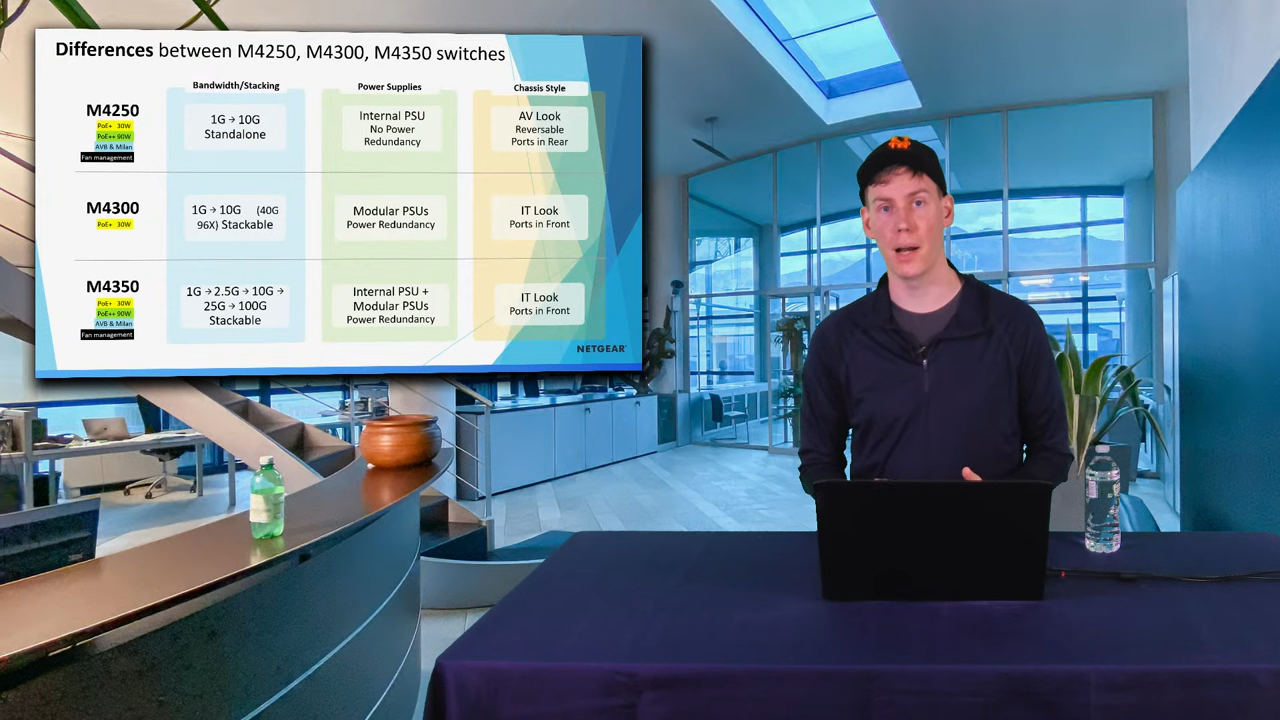 Differences between M4250, M4300, M4350 switches
Bandwidth/Stacking
Power Supplies
Chassis Style
M4250
PoE+ 30W
PoE++ 90W
AVB & Milan
Fan management
1G → 10G
Standalone
Internal PSU
No Power
Redundancy
AV Look
Reversable
Ports in Rear
M4300
PoE+ 30W
1G → 10G (40G
96X) Stackable
Modular PSUs
Power Redundancy
IT Look
Ports in Front
M4350
PoE+ 30W
PoE++ 90W
AVB & Milan
Fan management
1G → 2.5G → 10G →
25G → 100G
Stackable
Internal PSU +
Modular PSUs
Power Redundancy
IT Look
Ports in Front
NETGEAR